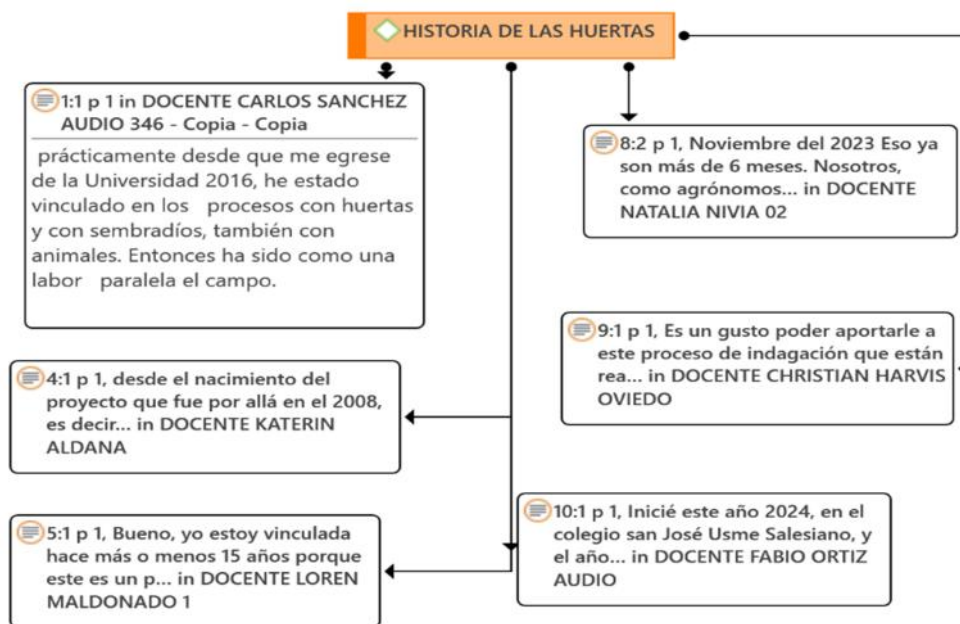 HISTORIA DE LAS HUERTAS
1:1 p 1 in DOCENTE CARLOS SANCHEZ
AUDIO 346 - Copia - Copia
prácticamente desde que me egrese
de la Universidad 2016, he estado
vinculado en los procesos con huertas
y con sembradíos, también con
animales. Entonces ha sido como una
labor paralela el campo.
8:2 p 1, Noviembre del 2023 Eso ya
son más de 6 meses. Nosotros,
como agrónomos... in DOCENTE
NATALIA NIVIA 02
9:1 p 1, Es un gusto poder aportarle a
este proceso de indagación que están
rea... in DOCENTE CHRISTIAN HARVIS
OVIEDO
4:1 p 1, desde el nacimiento del
proyecto que fue por allá en el 2008,
es decir... in DOCENTE KATERIN
ALDANA
5:1 p 1, Bueno, yo estoy vinculada
hace más o menos 15 años porque
este es un p... in DOCENTE LOREN
MALDONADO 1
10:1 p 1, Inicié este año 2024, en el
colegio san José Usme Salesiano, y
el año... in DOCENTE FABIO ORTIZ
AUDIO